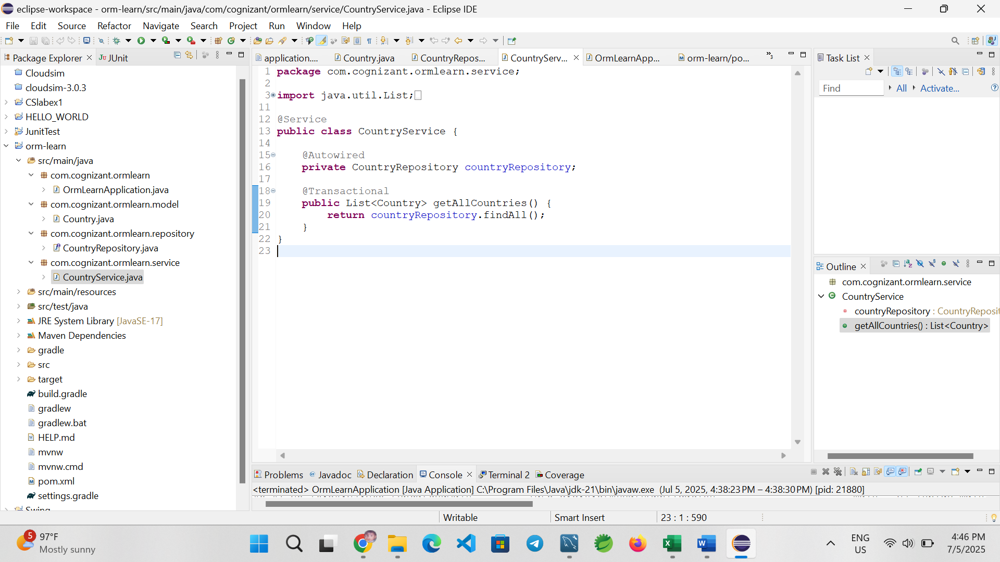 eclipse-workspace - orm-learn/src/main/java/com/cognizant/ormlearn/service/CountryService.java - Eclipse IDE
File Edit Source Refactor Navigate Search Project Run Window Help
Package Explorer
JUnit
Cloudsim
cloudsim-3.0.3
CSlabex1
HELLO_WORLD
JunitTest
orm-learn
src/main/java
com.cognizant.ormlearn
OrmLearnApplication.java
com.cognizant.ormlearn.model
Country.java
com.cognizant.ormlearn.repository
CountryRepository.java
com.cognizant.ormlearn.service
CountryService.java
src/main/resources
src/test/java
JRE System Library [JavaSE-17]
Maven Dependencies
gradle
src
target
build.gradle
gradlew
gradlew.bat
HELP.md
mvnw
mvnw.cmd
pom.xml
settings.gradle
Swing
application.... Country.java CountryRepos... CountryServ... OrmLearnApp... orm-learn/po... »3
1 package com.cognizant.ormlearn.service;
2
3 import java.util.List;
11
12 @Service
13 public class CountryService {
14
15 @Autowired
16 private CountryRepository countryRepository;
17
18 @Transactional
19 public List<Country> getAllCountries() {
20 return countryRepository.findAll();
21 }
22 }
23
Task List
Find All Activate...
Outline
com.cognizant.ormlearn.service
CountryService
countryRepository : CountryReposit
getAllCountries() : List<Country>
Problems Javadoc Declaration Console Terminal 2 Coverage
<terminated> OrmLearnApplication [Java Application] C:\Program Files\Java\jdk-21\bin\javaw.exe (Jul 5, 2025, 4:38:23 PM – 4:38:30 PM) [pid: 21880]
Writable Smart Insert 23 : 1 : 590
5
97°F
Mostly sunny
ENG
US
4:46 PM
7/5/2025